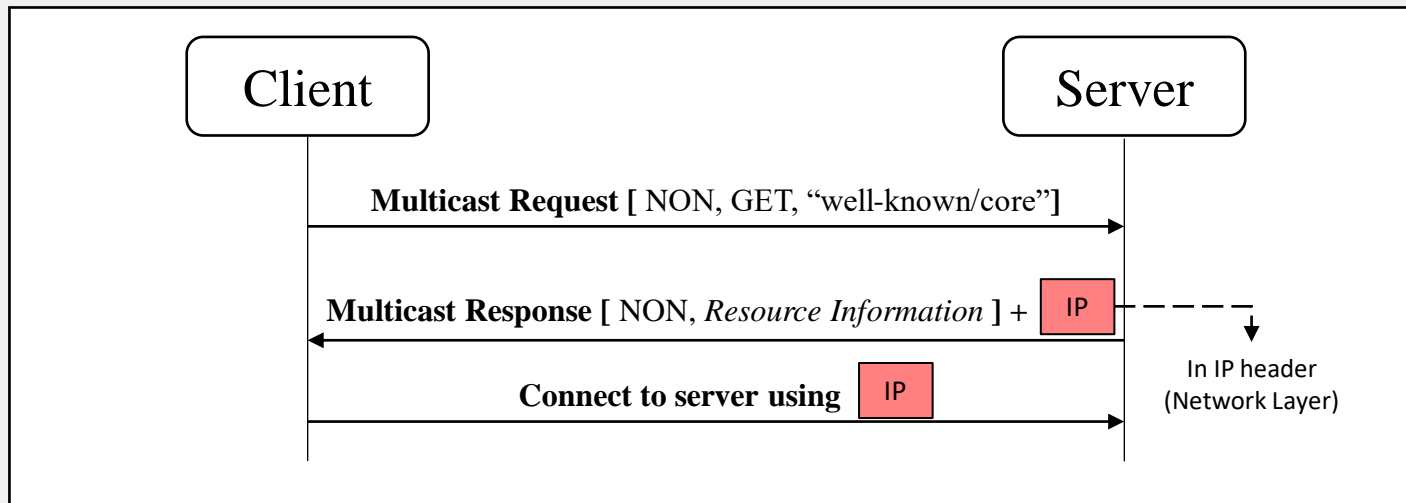 Client
Server
Multicast Request [ NON, GET, “well-known/core”]
Multicast Response [ NON, Resource Information ] + IP
In IP header
(Network Layer)
Connect to server using IP